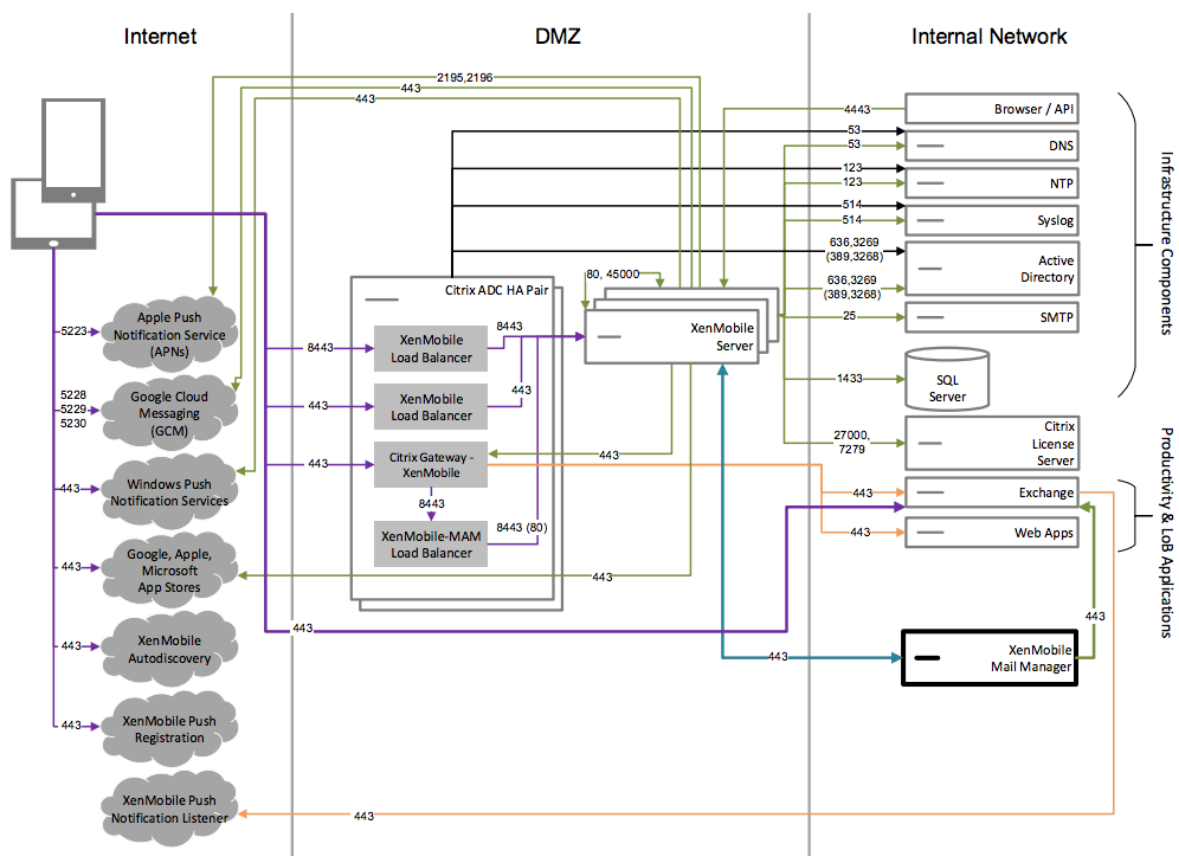 Internet
DMZ
Internal Network
2195,2196
443
443
4443
Browser / API
53
53
DNS
123
123
NTP
514
514
Syslog
636,3269
(389,3268)
636,3269
(389,3268)
Active
Directory
25
SMTP
1433
SQL
Server
27000,
7279
Citrix
License
Server
Infrastructure Components
80, 45000
XenMobile
Server
Citrix ADC HA Pair
8443
XenMobile
Load Balancer
8443
443
XenMobile
Load Balancer
443
443
Citrix Gateway -
XenMobile
443
8443
XenMobile-MAM
Load Balancer
8443 (80)
443
Exchange
443
Web Apps
Productivity & LoB Applications
443
443
443
XenMobile
Mail Manager
443
5223
Apple Push
Notification Service
(APNs)
5228
5229
5230
Google Cloud
Messaging
(GCM)
443
Windows Push
Notification Services
443
Google, Apple,
Microsoft
App Stores
443
XenMobile
Autodiscovery
443
XenMobile Push
Registration
XenMobile Push
Notification Listener
443